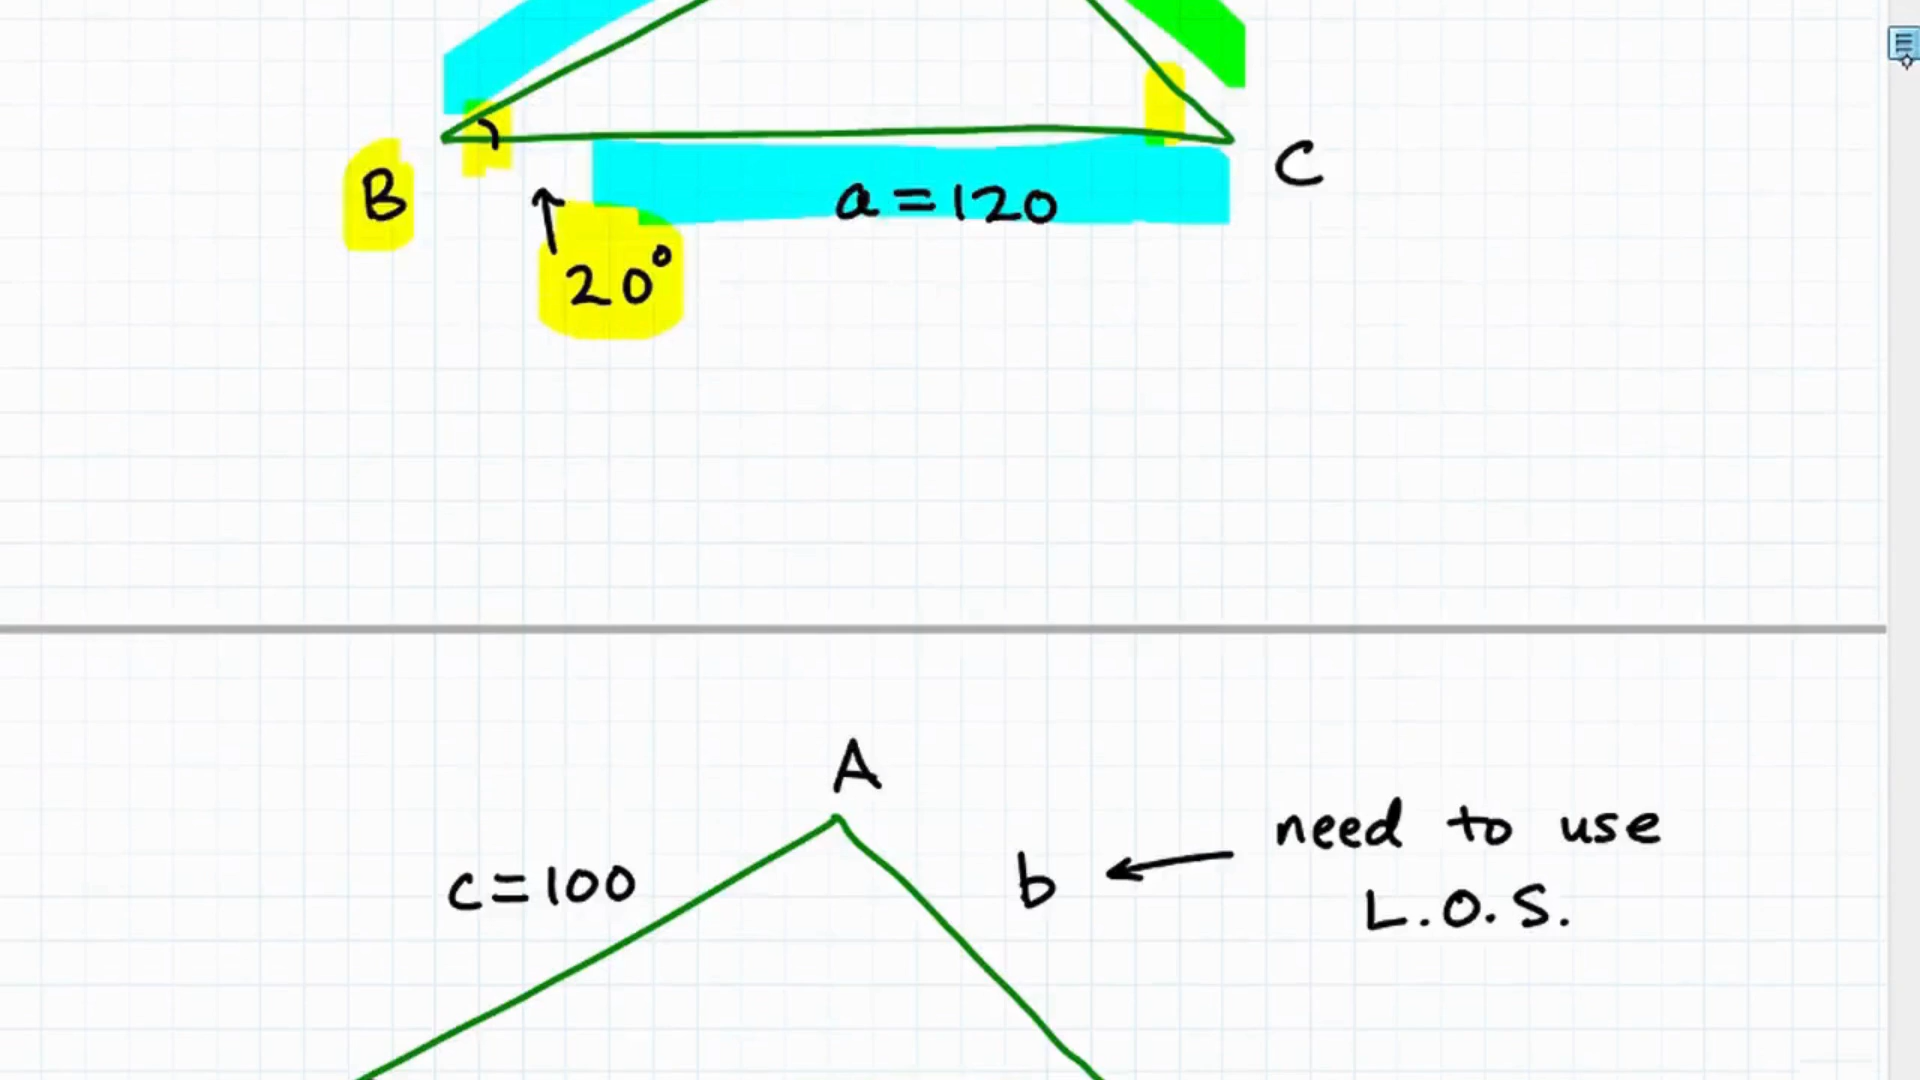 B
C
a = 120
20°
A
c = 100
b
need to use
L.O.S.